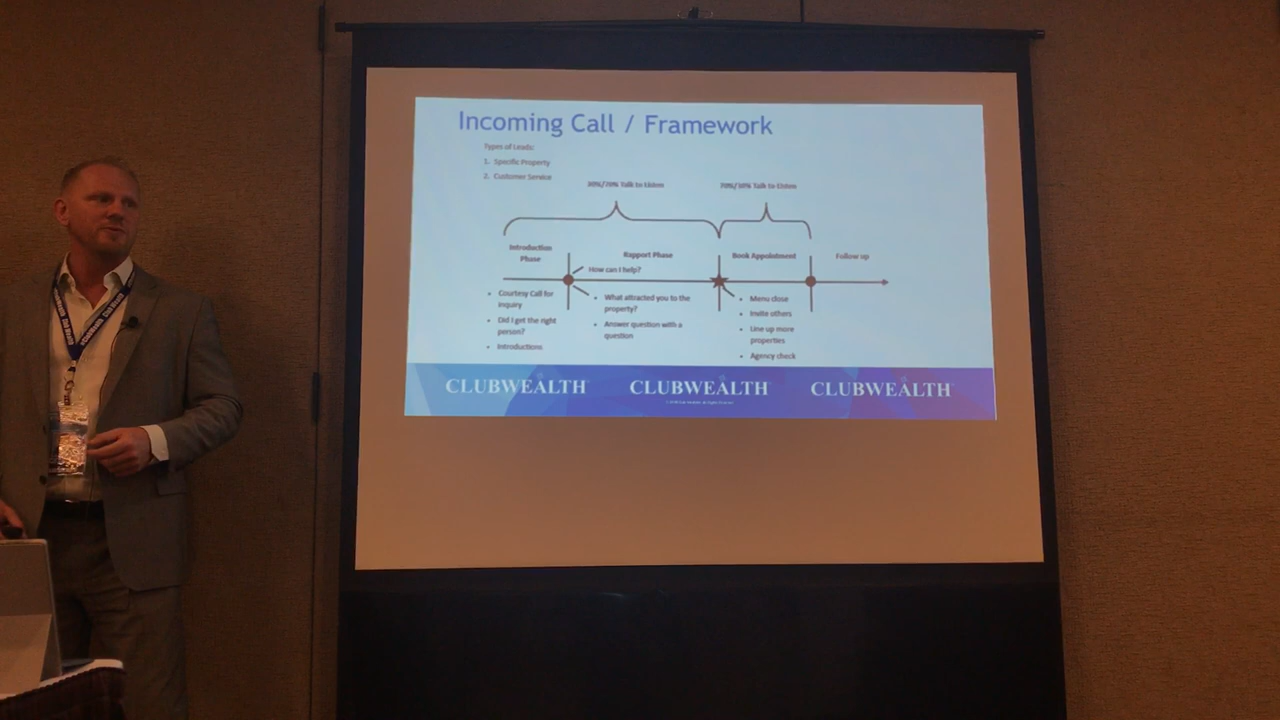 Incoming Call / Framework
Types of Leads:
1. Specific Property
2. Customer Service
30%/70% Talk to Listen
70%/30% Talk to Listen
Introduction
Phase
Rapport Phase
Book Appointment
Follow up
How can I help?
• Courtesy Call for
inquiry
• Did I get the right
person?
• Introductions
• What attracted you to the
property?
• Answer question with a
question
• Menu close
• Invite others
• Line up more
properties
• Agency check
CLUBWEALTH
CLUBWEALTH
CLUBWEALTH